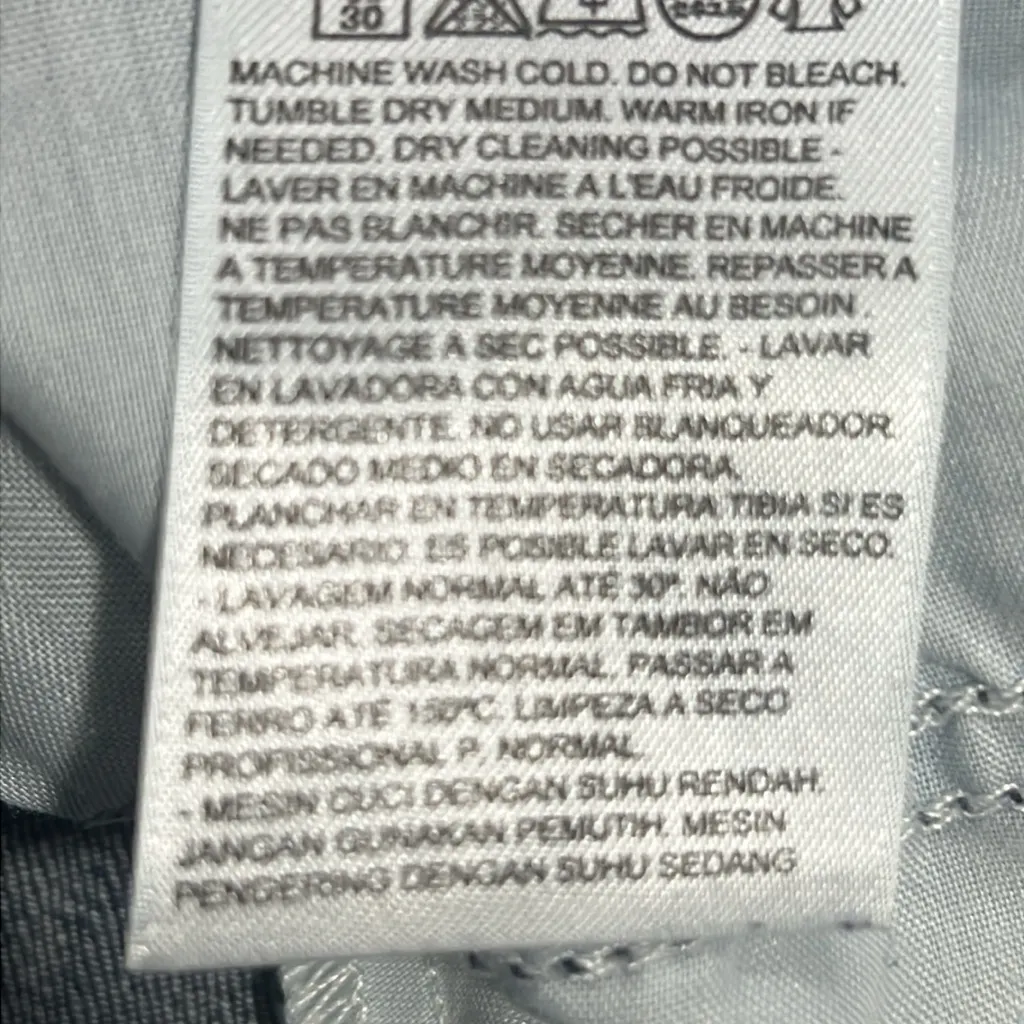 30
MACHINE WASH COLD. DO NOT BLEACH.
TUMBLE DRY MEDIUM. WARM IRON IF
NEEDED. DRY CLEANING POSSIBLE -
LAVER EN MACHINE A L'EAU FROIDE.
NE PAS BLANCHIR. SECHER EN MACHINE
A TEMPERATURE MOYENNE. REPASSER A
TEMPERATURE MOYENNE AU BESOIN .
NETTOYAGE A SEC POSSIBLE. - LAVAR
EN LAVADORA CON AGUA FRIA Y
DETERGENTE. NO USAR BLANQUEADOR.
SECADO MEDIO EN SECADORA.
PLANCHAR EN TEMPERATURA TIBIA SI ES
NECESARIO. ES POSIBLE LAVAR EN SECO.
- LAVAGEM NORMAL ATÉ 30º. NÃO
ALVEJAR. SECAGEM EM TAMBOR EM
TEMPERATURA NORMAL. PASSAR A
FERRO ATÉ 150ºC. LIMPEZA A SECO
PROFISSIONAL P. NORMAL.
- MESIN CUCI DENGAN SUHU RENDAH.
JANGAN GUNAKAN PEMUTIH. MESIN
PENGERING DENGAN SUHU SEDANG